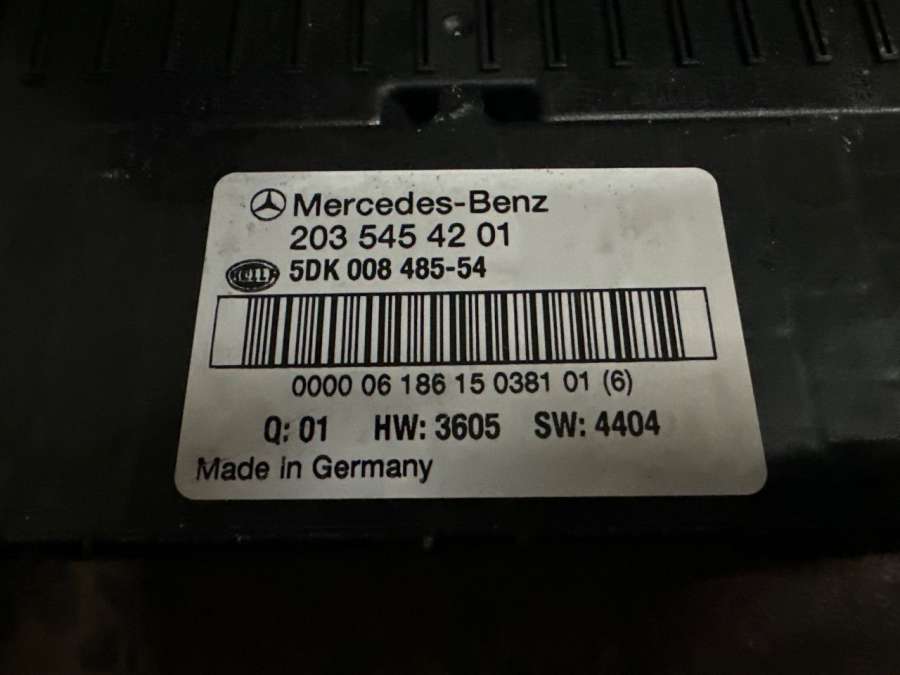 Mercedes-Benz
203 545 42 01
HELLA 5DK 008 485-54
0000 06 186 15 0381 01 (6)
Q: 01 HW: 3605 SW: 4404
Made in Germany